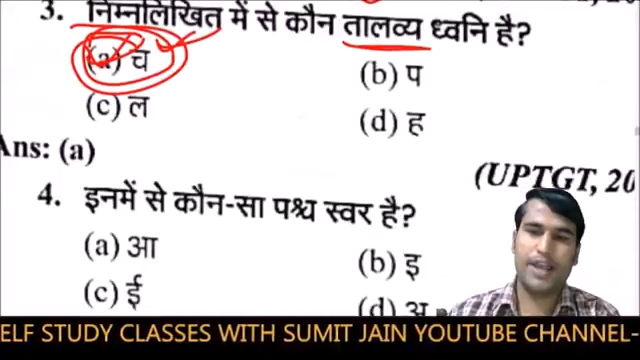 3. निम्नलिखित में से कौन तालव्य ध्वनि है?
(a) च (b) प
(c) ल (d) ह
Ans: (a)
(UPTGT, 20
4. इनमें से कौन-सा पश्च स्वर है?
(a) आ (b) इ
(c) ई (d) अ
ELF STUDY CLASSES WITH SUMIT JAIN YOUTUBE CHANNEL-